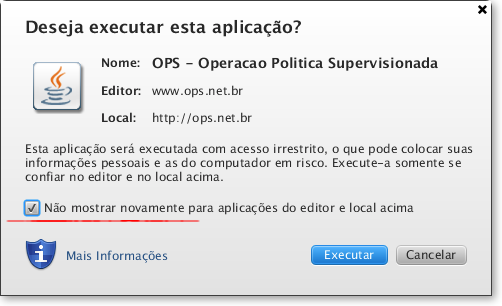 Deseja executar esta aplicação?
Nome: OPS - Operacao Politica Supervisionada
Editor: www.ops.net.br
Local: http://ops.net.br
Esta aplicação será executada com acesso irrestrito, o que pode colocar suas
informações pessoais e as do computador em risco. Execute-a somente se
confiar no editor e no local acima.
Não mostrar novamente para aplicações do editor e local acima
Mais Informações
Executar
Cancelar